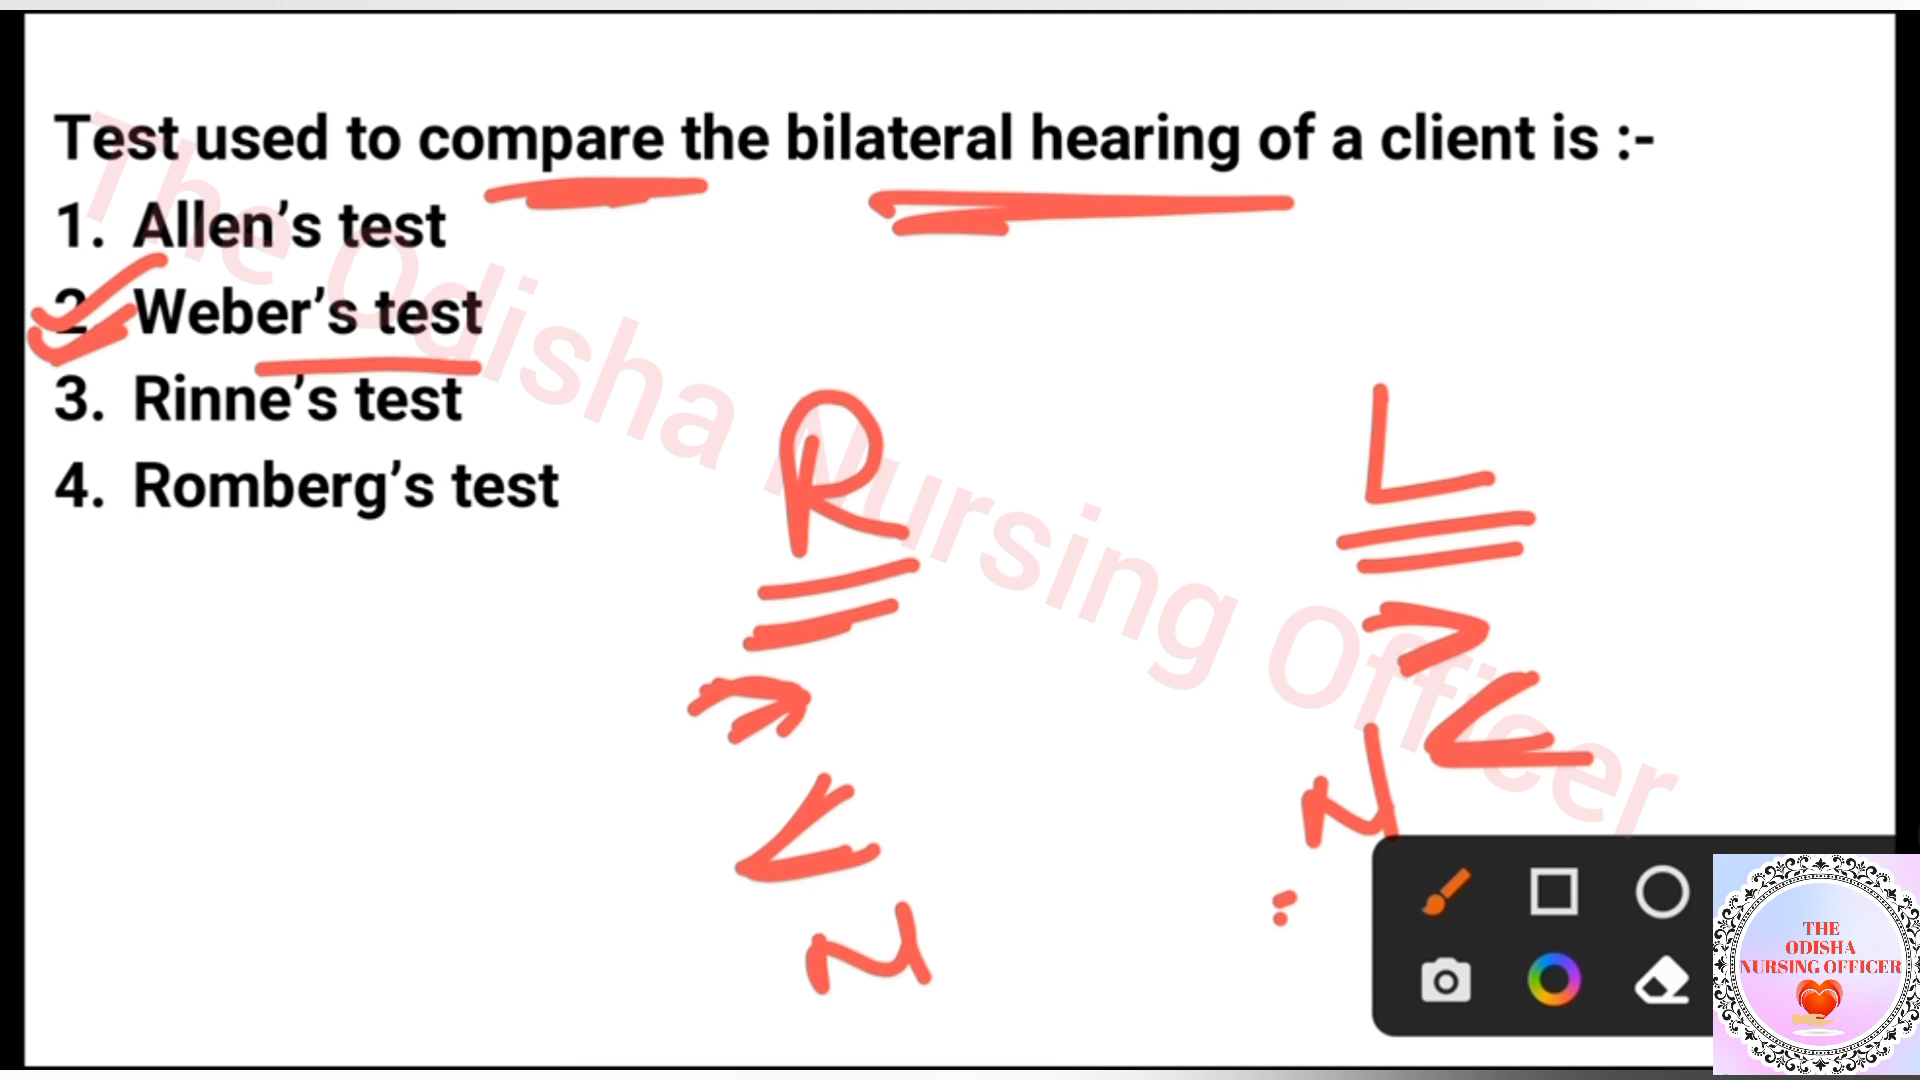 Test used to compare the bilateral hearing of a client is :-
1. Allen’s test
2. Weber’s test
3. Rinne’s test
4. Romberg’s test
The Odisha Nursing Officer
R L
> >
< <
N N
:
THE
ODISHA
NURSING OFFICER